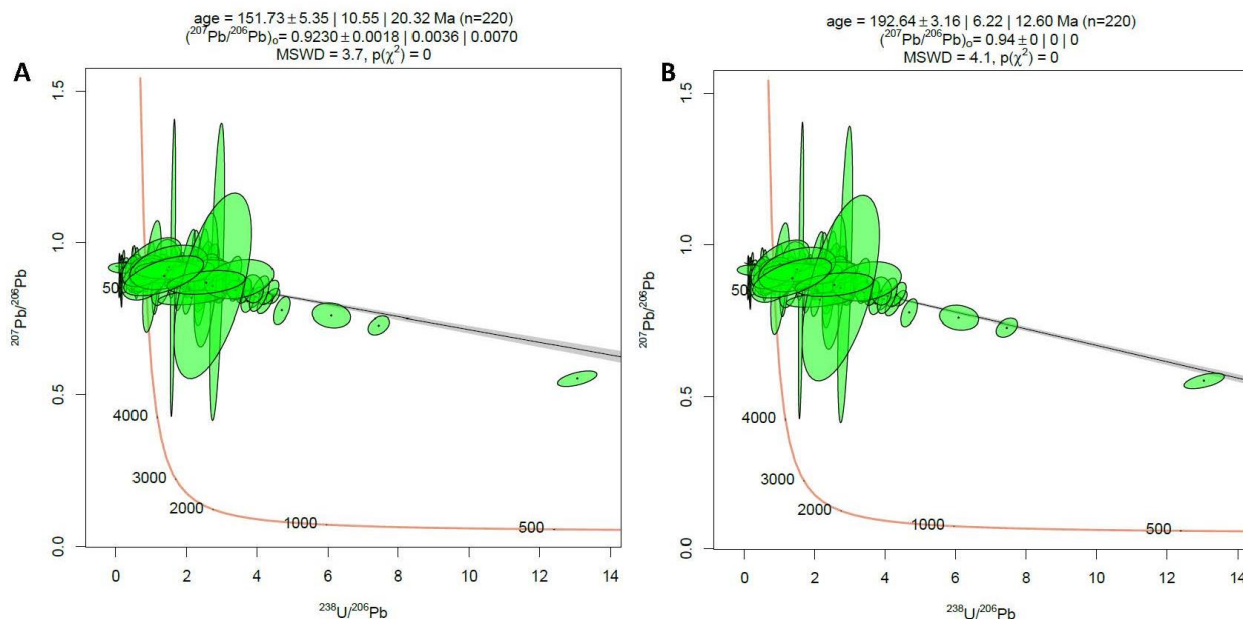 age = 151.73 ± 5.35 | 10.55 | 20.32 Ma (n=220)
(²⁰⁷Pb/²⁰⁶Pb)ₒ= 0.9230 ± 0.0018 | 0.0036 | 0.0070
MSWD = 3.7, p(χ²) = 0
A
1.5
1.0
0.5
0.0
²⁰⁷Pb/²⁰⁶Pb
50
4000
3000
2000
1000
500
0 2 4 6 8 10 12 14
²³⁸U/²⁰⁶Pb
age = 192.64 ± 3.16 | 6.22 | 12.60 Ma (n=220)
(²⁰⁷Pb/²⁰⁶Pb)ₒ= 0.94 ± 0 | 0 | 0
MSWD = 4.1, p(χ²) = 0
B
1.5
1.0
0.5
0.0
²⁰⁷Pb/²⁰⁶Pb
50
4000
3000
2000
1000
500
0 2 4 6 8 10 12 14
²³⁸U/²⁰⁶Pb